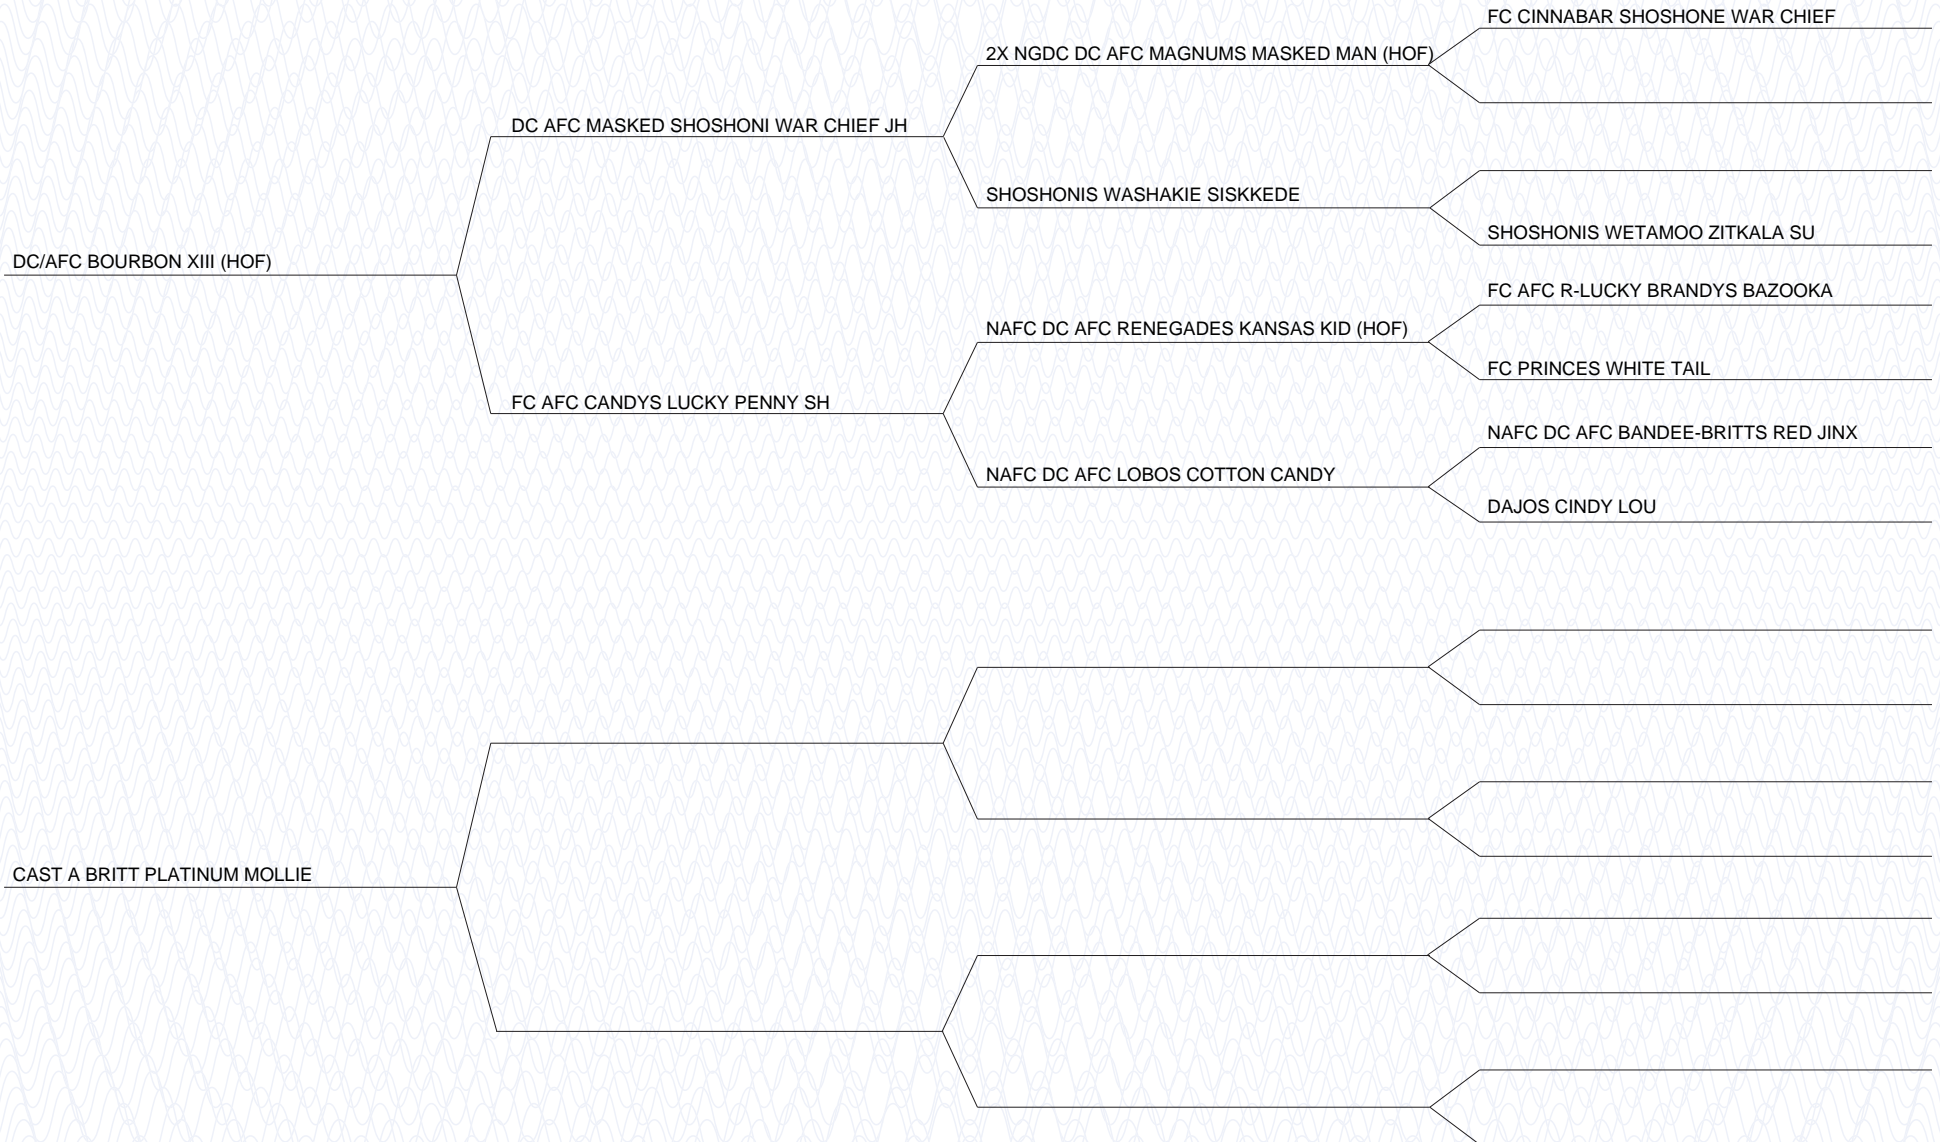 FC CINNABAR SHOSHONE WAR CHIEF
2X NGDC DC AFC MAGNUMS MASKED MAN (HOF)
DC AFC MASKED SHOSHONI WAR CHIEF JH
SHOSHONIS WASHAKIE SISKKEDE
SHOSHONIS WETAMOO ZITKALA SU
DC/AFC BOURBON XIII (HOF)
FC AFC R-LUCKY BRANDYS BAZOOKA
NAFC DC AFC RENEGADES KANSAS KID (HOF)
FC PRINCES WHITE TAIL
FC AFC CANDYS LUCKY PENNY SH
NAFC DC AFC BANDEE-BRITTS RED JINX
NAFC DC AFC LOBOS COTTON CANDY
DAJOS CINDY LOU
CAST A BRITT PLATINUM MOLLIE